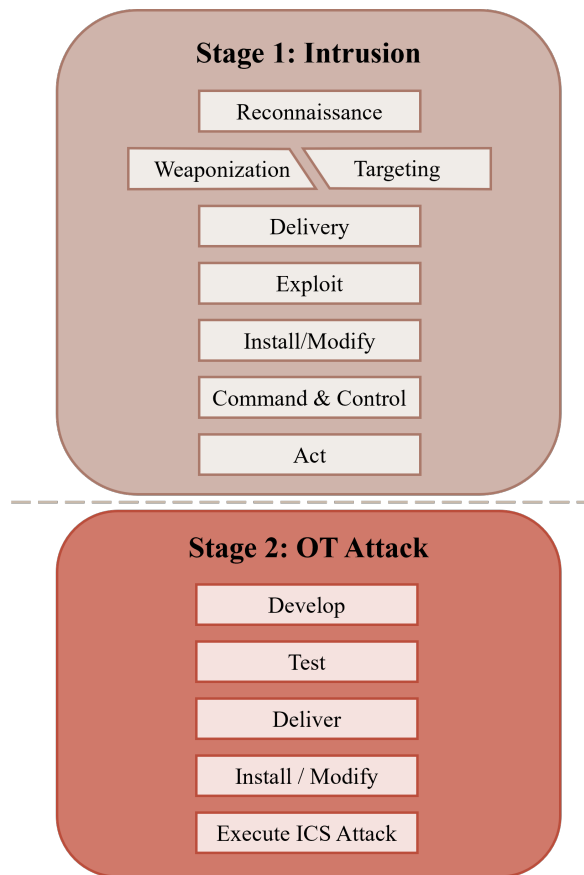 Stage 1: Intrusion
Reconnaissance
Weaponization
Targeting
Delivery
Exploit
Install/Modify
Command & Control
Act
Stage 2: OT Attack
Develop
Test
Deliver
Install / Modify
Execute ICS Attack